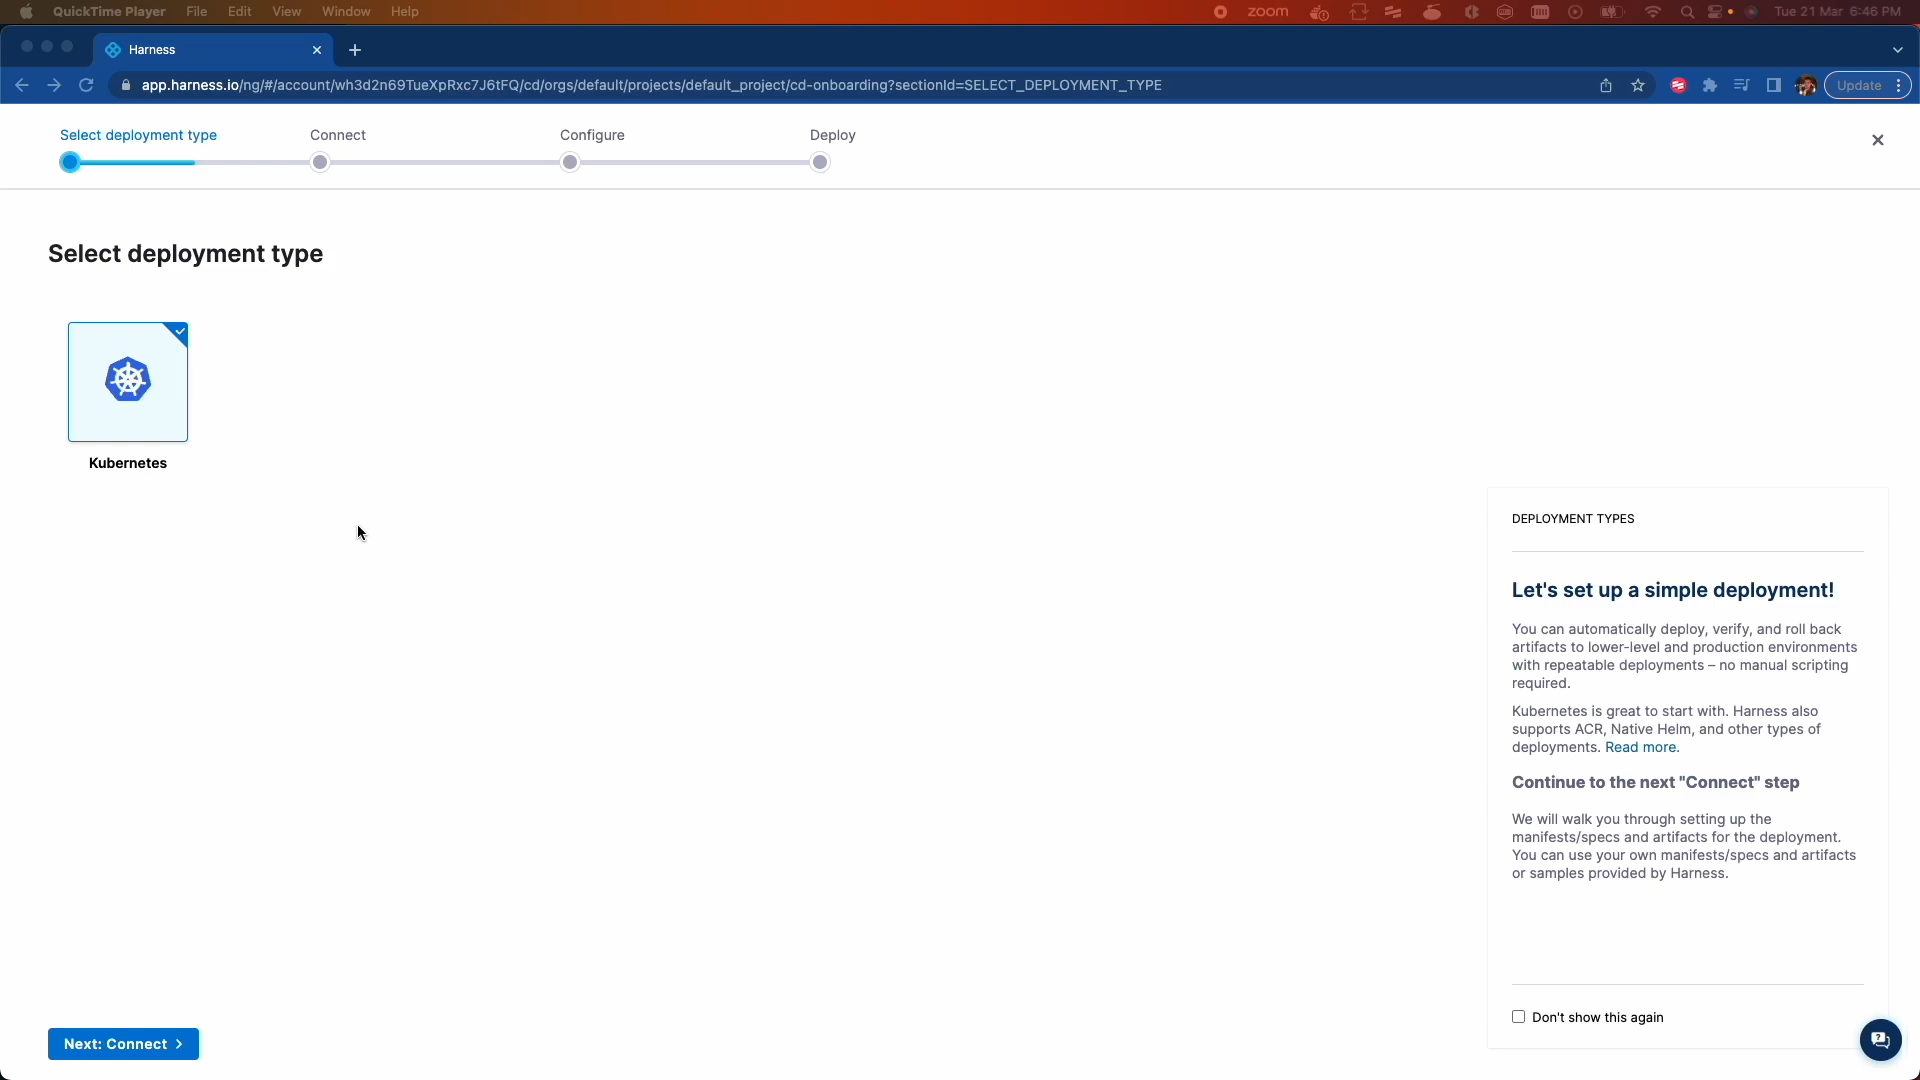 QuickTime Player File Edit View Window Help zoom Tue 21 Mar 6:46 PM
Harness
app.harness.io/ng/#/account/wh3d2n69TueXpRxc7J6tFQ/cd/orgs/default/projects/default_project/cd-onboarding?sectionId=SELECT_DEPLOYMENT_TYPE Update
Select deployment type Connect Configure Deploy
Select deployment type
Kubernetes
DEPLOYMENT TYPES
Let's set up a simple deployment!
You can automatically deploy, verify, and roll back
artifacts to lower-level and production environments
with repeatable deployments – no manual scripting
required.
Kubernetes is great to start with. Harness also
supports ACR, Native Helm, and other types of
deployments. Read more.
Continue to the next "Connect" step
We will walk you through setting up the
manifests/specs and artifacts for the deployment.
You can use your own manifests/specs and artifacts
or samples provided by Harness.
Don't show this again
Next: Connect